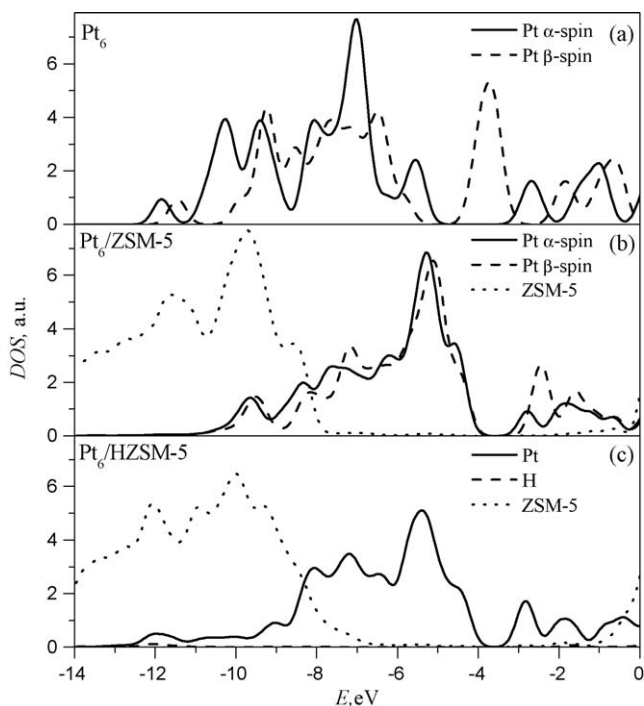 Pt6
(a)
Pt α-spin
Pt β-spin
6
4
2
0
Pt6/ZSM-5
(b)
Pt α-spin
Pt β-spin
ZSM-5
6
4
2
0
DOS, a.u.
Pt6/HZSM-5
(c)
Pt
H
ZSM-5
6
4
2
0
-14 -12 -10 -8 -6 -4 -2 0
E,eV